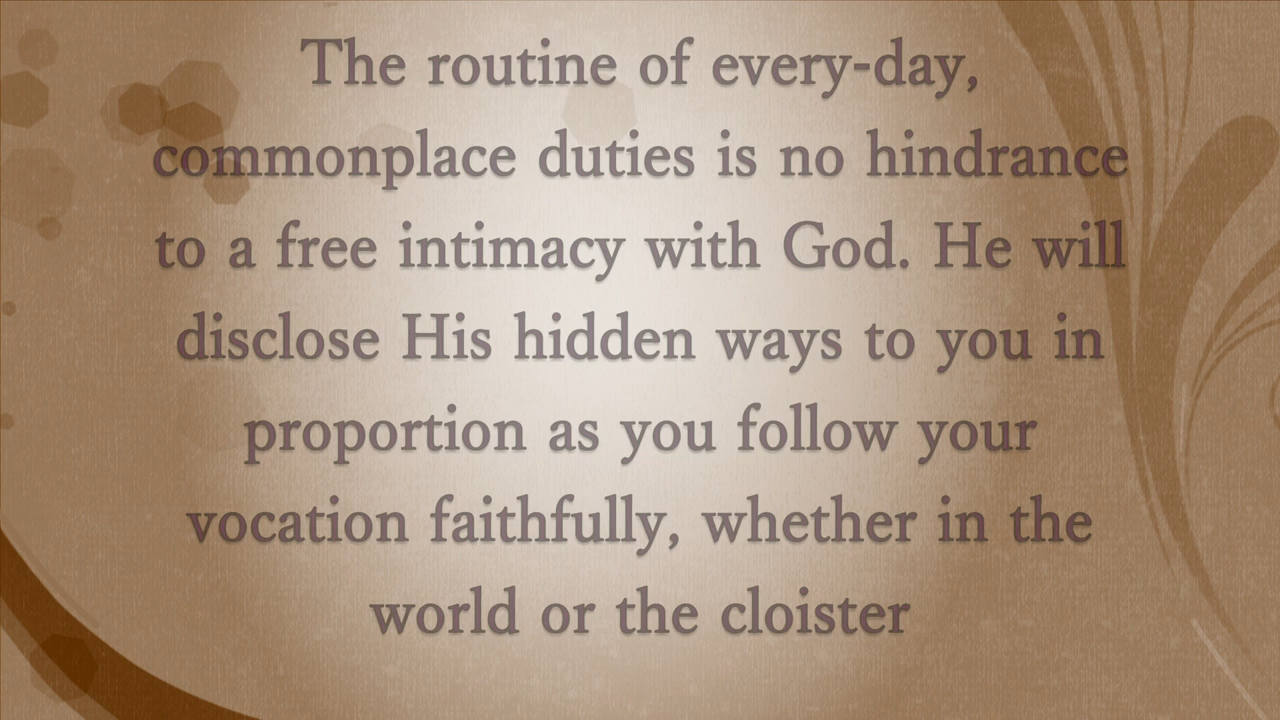 The routine of every-day,
commonplace duties is no hindrance
to a free intimacy with God. He will
disclose His hidden ways to you in
proportion as you follow your
vocation faithfully, whether in the
world or the cloister